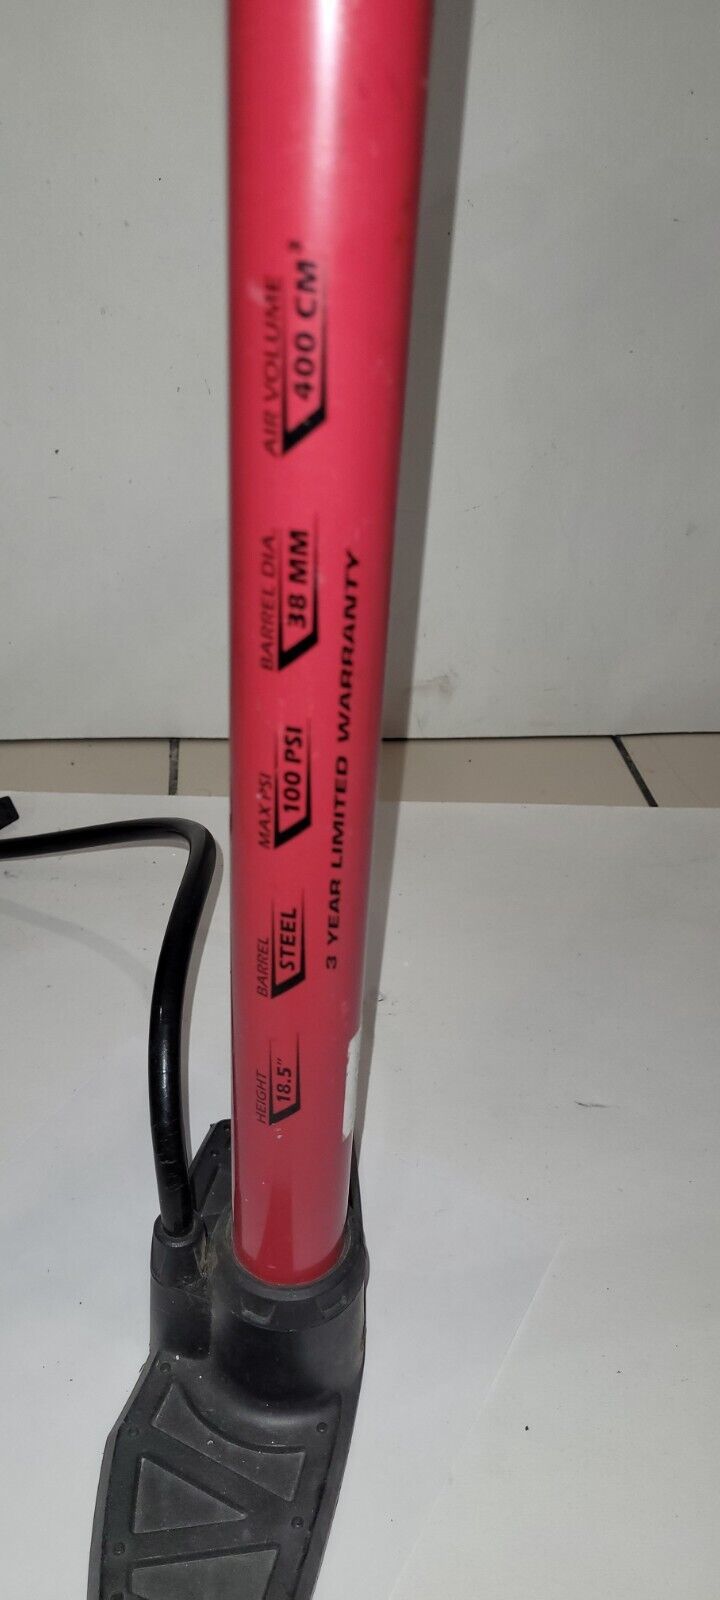 AIR VOLUME
400 CM³
BARREL DIA.
38 MM
MAX PSI
100 PSI
BARREL
STEEL
HEIGHT
18.5"
3 YEAR LIMITED WARRANTY